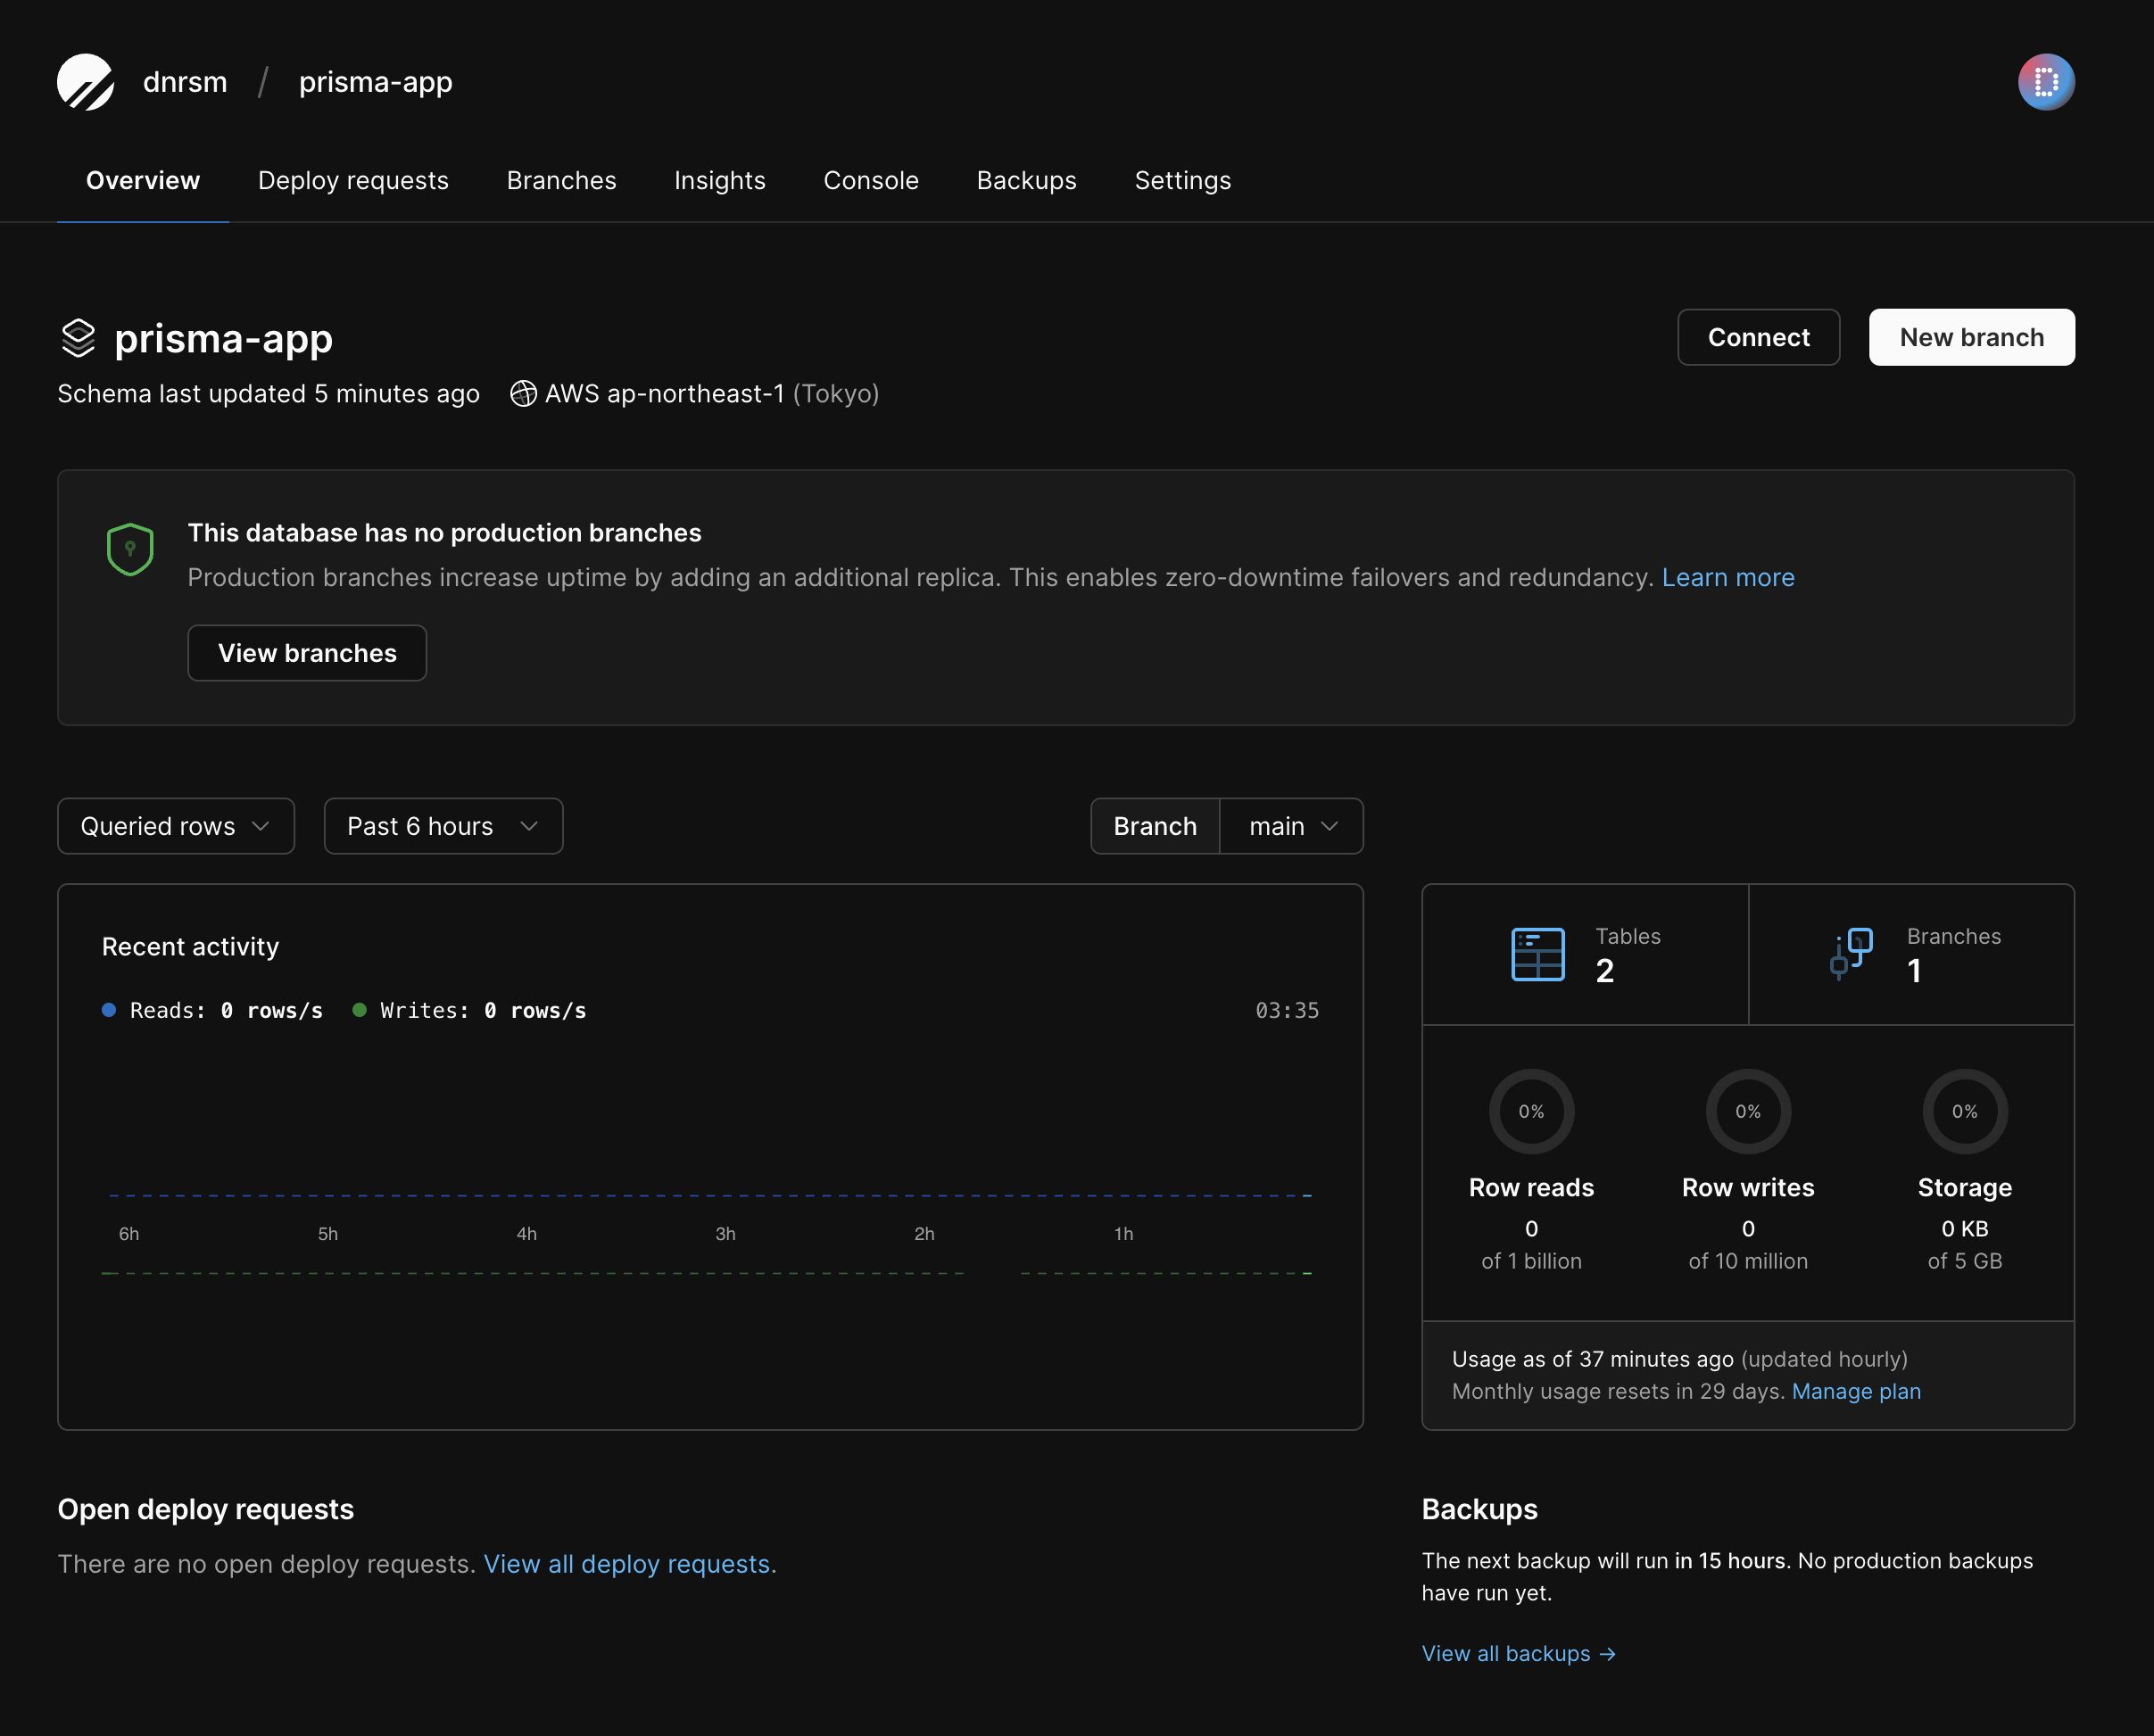 dnrsm / prisma-app
Overview Deploy requests Branches Insights Console Backups Settings
prisma-app
Connect New branch
Schema last updated 5 minutes ago AWS ap-northeast-1 (Tokyo)
This database has no production branches
Production branches increase uptime by adding an additional replica. This enables zero-downtime failovers and redundancy. Learn more
View branches
Queried rows Past 6 hours Branch main
Recent activity
Reads: 0 rows/s Writes: 0 rows/s 03:35
6h 5h 4h 3h 2h 1h
Tables
2
Branches
1
0% 0% 0%
Row reads Row writes Storage
0 0 0 KB
of 1 billion of 10 million of 5 GB
Usage as of 37 minutes ago (updated hourly)
Monthly usage resets in 29 days. Manage plan
Open deploy requests
There are no open deploy requests. View all deploy requests.
Backups
The next backup will run in 15 hours. No production backups
have run yet.
View all backups →